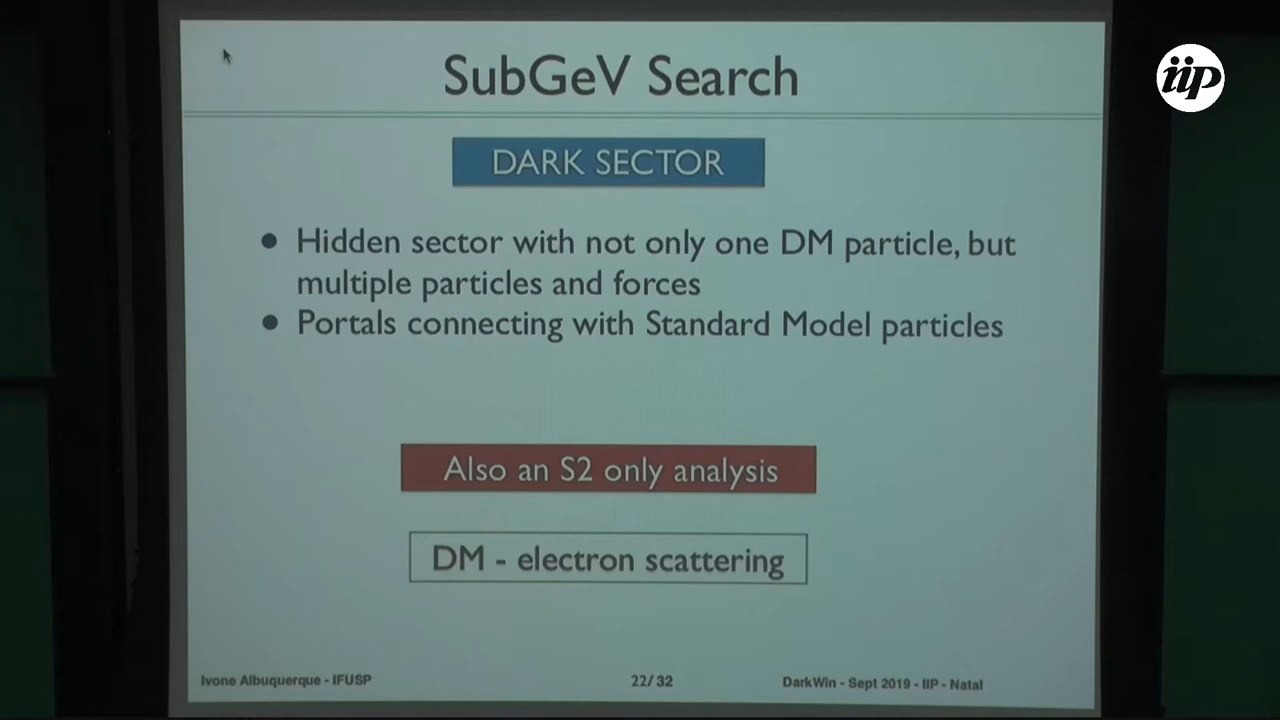 iip
SubGeV Search
DARK SECTOR
● Hidden sector with not only one DM particle, but
multiple particles and forces
● Portals connecting with Standard Model particles
Also an S2 only analysis
DM - electron scattering
Ivone Albuquerque - IFUSP
22/32
DarkWin - Sept 2019 - IIP - Natal